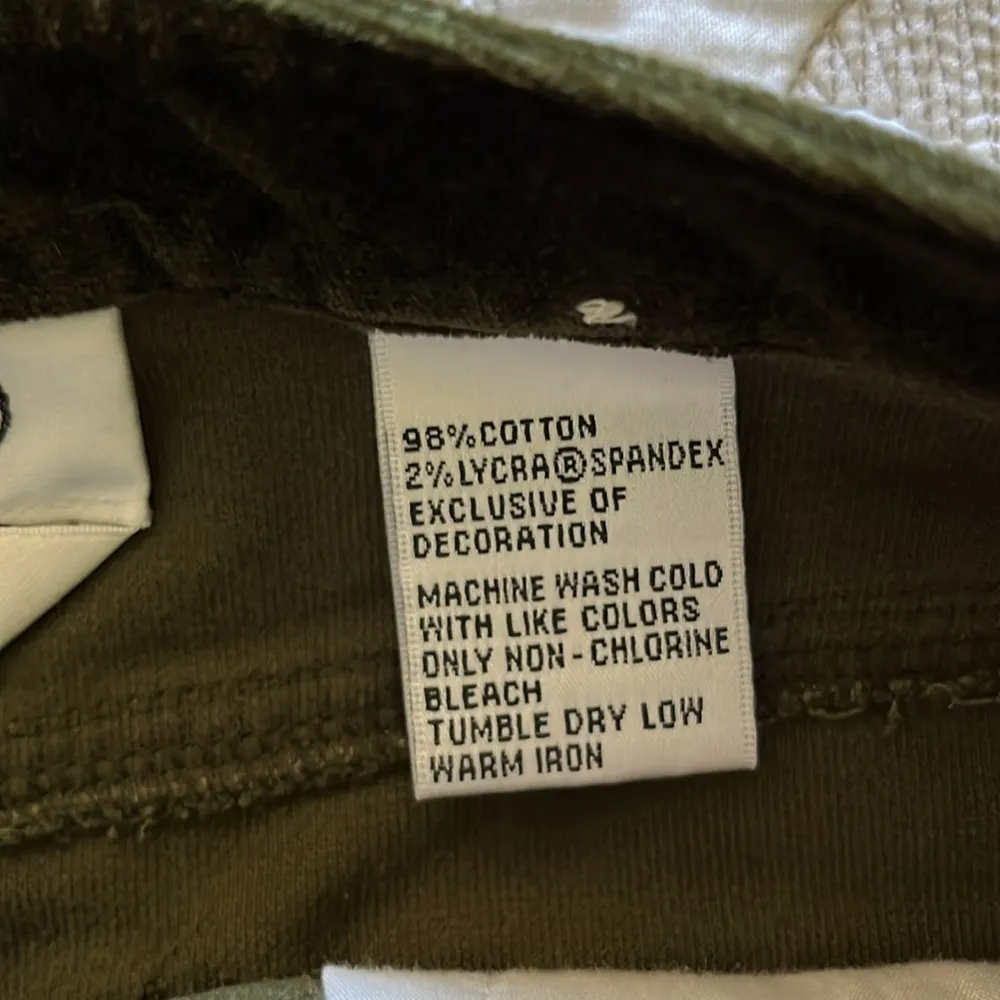 98%COTTON
2%LYCRA®SPANDEX
EXCLUSIVE OF
DECORATION
MACHINE WASH COLD
WITH LIKE COLORS
ONLY NON-CHLORINE
BLEACH
TUMBLE DRY LOW
WARM IRON